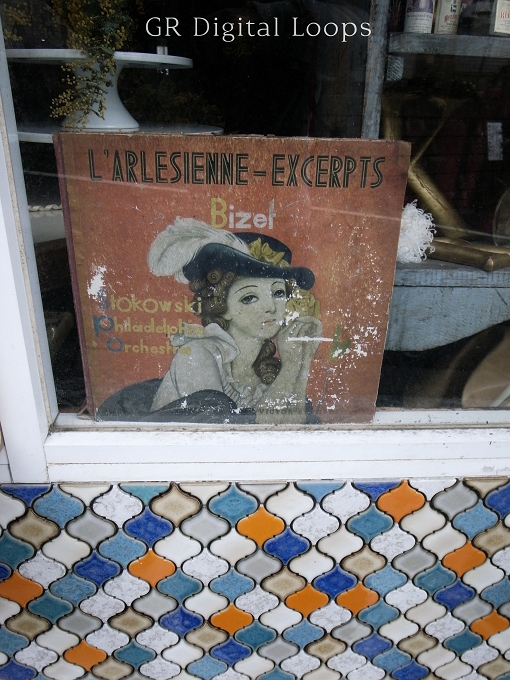 GR Digital Loops
L'ARLESIENNE-EXCERPTS
Bizet
Stokowski
Philadelphia
Orchestra